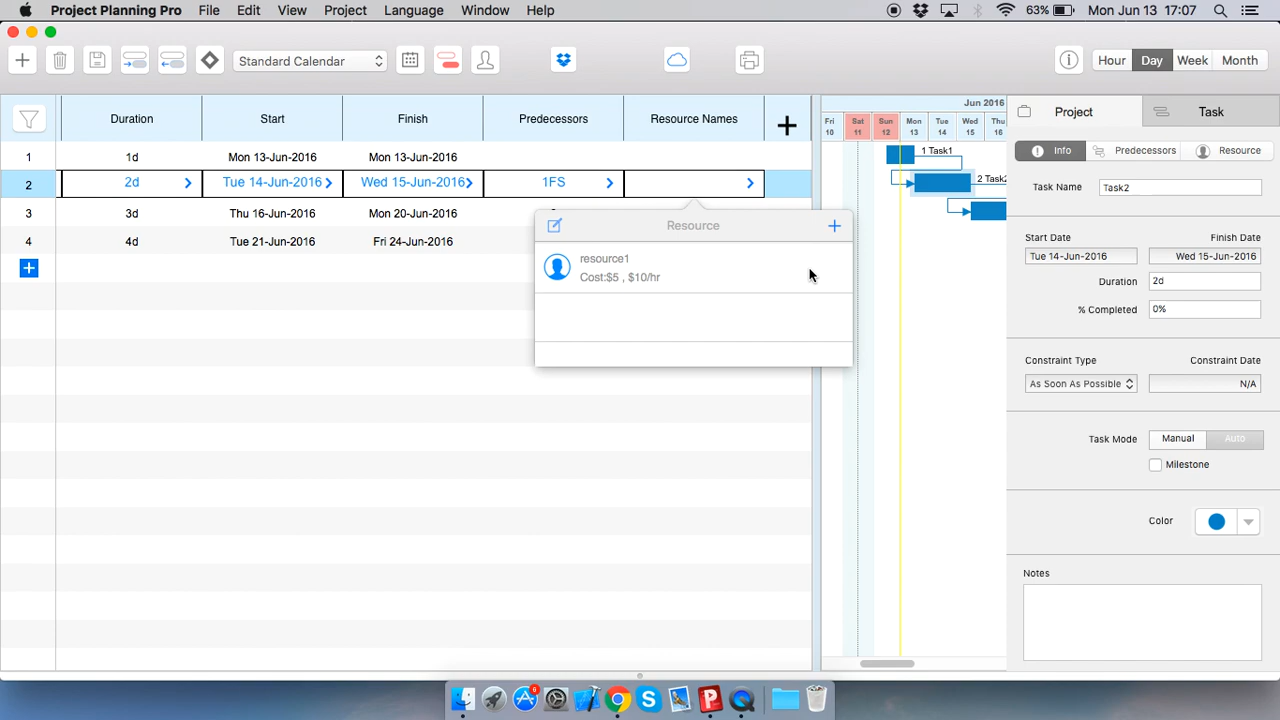 Project Planning Pro File Edit View Project Language Window Help 63% Mon Jun 13 17:07
Standard Calendar Hour Day Week Month
Duration Start Finish Predecessors Resource Names
Jun 2016
Fri Sat Sun Mon Tue Wed Thu
10 11 12 13 14 15 16
1 1d Mon 13-Jun-2016 Mon 13-Jun-2016 1 Task1
2 2d Tue 14-Jun-2016 Wed 15-Jun-2016 1FS 2 Task2
3 3d Thu 16-Jun-2016 Mon 20-Jun-2016
4 4d Tue 21-Jun-2016 Fri 24-Jun-2016
Resource
resource1
Cost:$5 , $10/hr
Project Task
Info Predecessors Resource
Task Name Task2
Start Date Finish Date
Tue 14-Jun-2016 Wed 15-Jun-2016
Duration 2d
% Completed 0%
Constraint Type Constraint Date
As Soon As Possible N/A
Task Mode Manual Auto
Milestone
Color
Notes
6